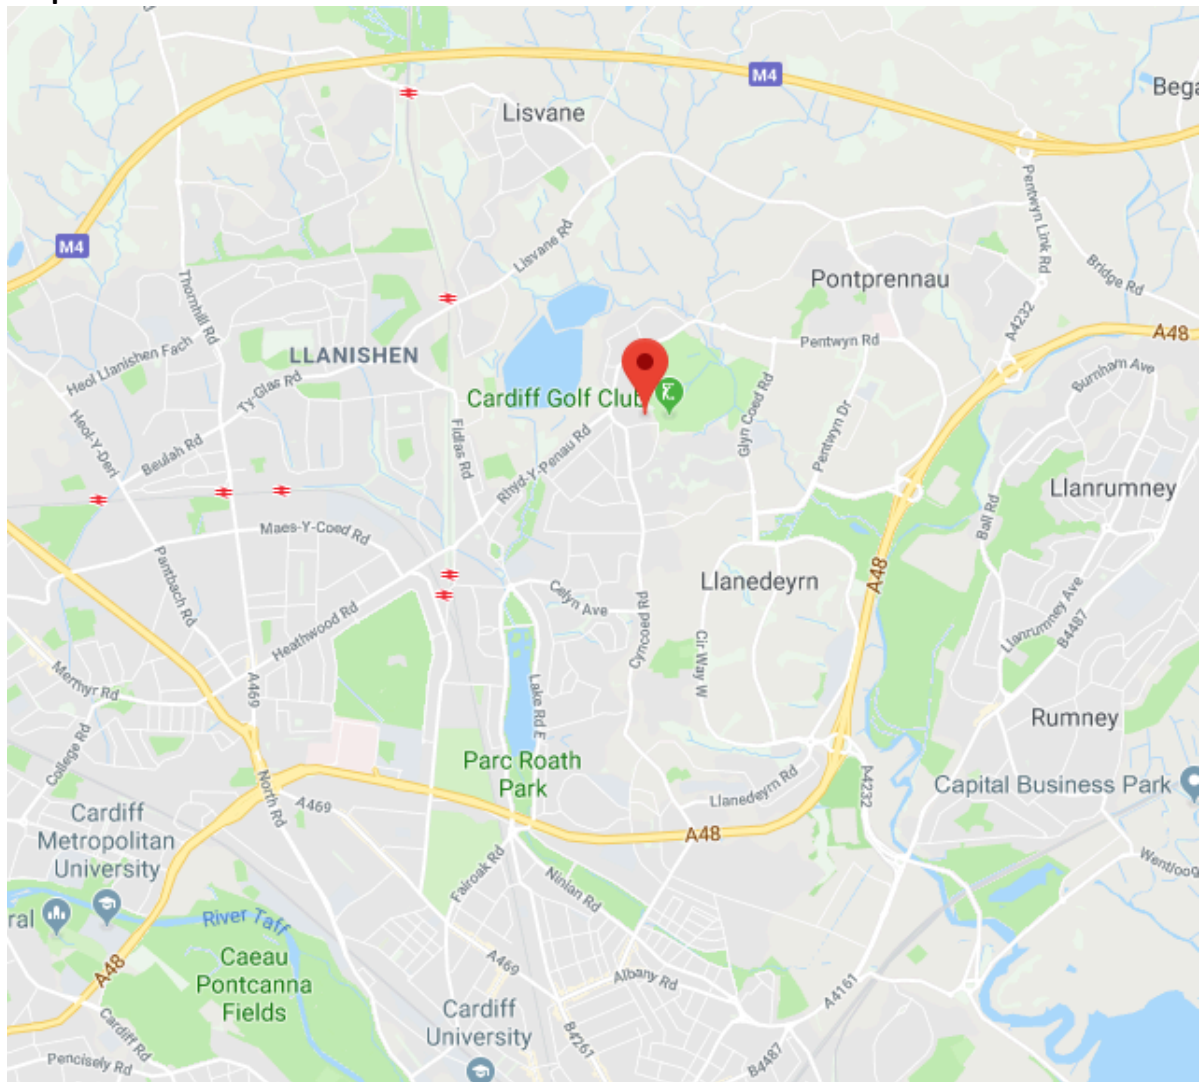 M4
Lisvane
Bega
Pentwyn Link Rd
M4
Lisvane Rd
Pontprennau
Bridge Rd
Thornhill Rd
A4232
Heol Llanishen Fach
LLANISHEN
Pentwyn Rd
A48
Ty-Glas Rd
Burnham Ave
Cardiff Golf Club
Heol-Y-Deri
Beulah Rd
Fidlas Rd
Rhyd-Y-Penau Rd
Glyn Coed Rd
Pentwyn Dr
Llanrumney
Ball Rd
Maes-Y-Coed Rd
Pantbach Rd
Llanedeyrn
A48
Celyn Ave
Heathwood Rd
Cyncoed Rd
Cir Way W
Llanrumney Ave
B4487
Merthyr Rd
A469
Lake Rd E
Rumney
College Rd
Parc Roath
Park
Capital Business Park
North Rd
A469
Llanedeyrn Rd
A4232
Cardiff
Metropolitan
University
A48
Fairoak Rd
Ninian Rd
Wentloog
ral
River Taff
A48
Caeau
Pontcanna
Fields
A469
Albany Rd
A4161
Cardiff
University
Cardiff Rd
B4261
B4487
Pencisely Rd